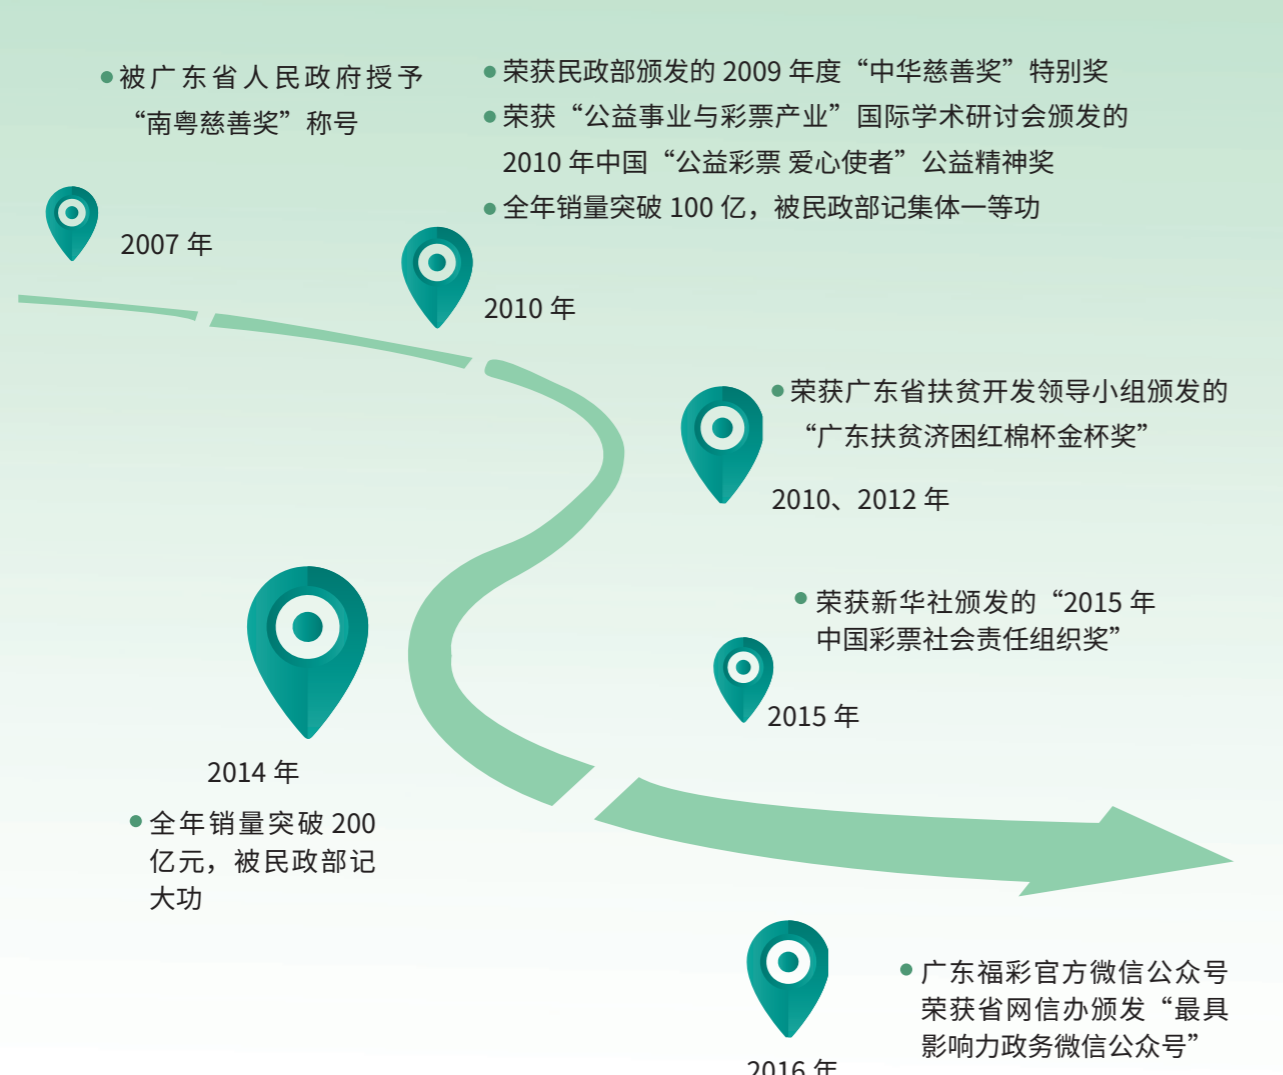 被广东省人民政府授予
“南粤慈善奖”称号
2007 年
荣获民政部颁发的 2009 年度“中华慈善奖”特别奖
荣获“公益事业与彩票产业”国际学术研讨会颁发的
2010 年中国“公益彩票 爱心使者”公益精神奖
全年销量突破 100 亿，被民政部记集体一等功
2010 年
荣获广东省扶贫开发领导小组颁发的
“广东扶贫济困红棉杯金杯奖”
2010、2012 年
2014 年
全年销量突破 200
亿元，被民政部记
大功
荣获新华社颁发的“2015 年
中国彩票社会责任组织奖”
2015 年
2016 年
广东福彩官方微信公众号
荣获省网信办颁发“最具
影响力政务微信公众号”